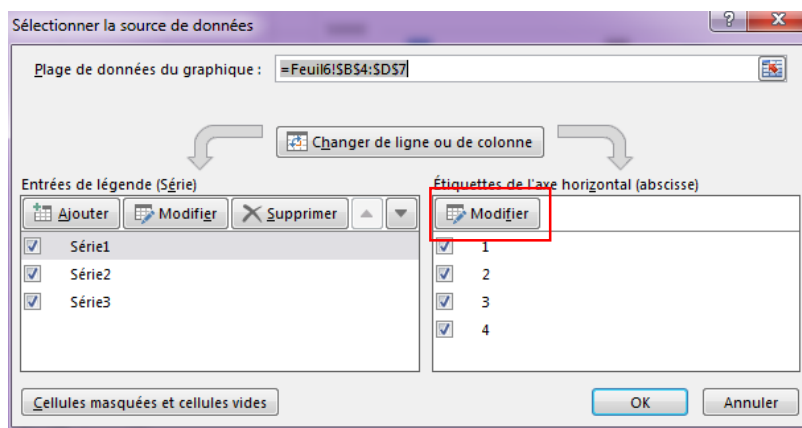 Sélectionner la source de données
Plage de données du graphique : =Feuil6!$B$4:$D$7
Changer de ligne ou de colonne
Entrées de légende (Série)
Étiquettes de l'axe horizontal (abscisse)
Ajouter Modifier Supprimer
Modifier
Série1
Série2
Série3
1
2
3
4
Cellules masquées et cellules vides
OK Annuler